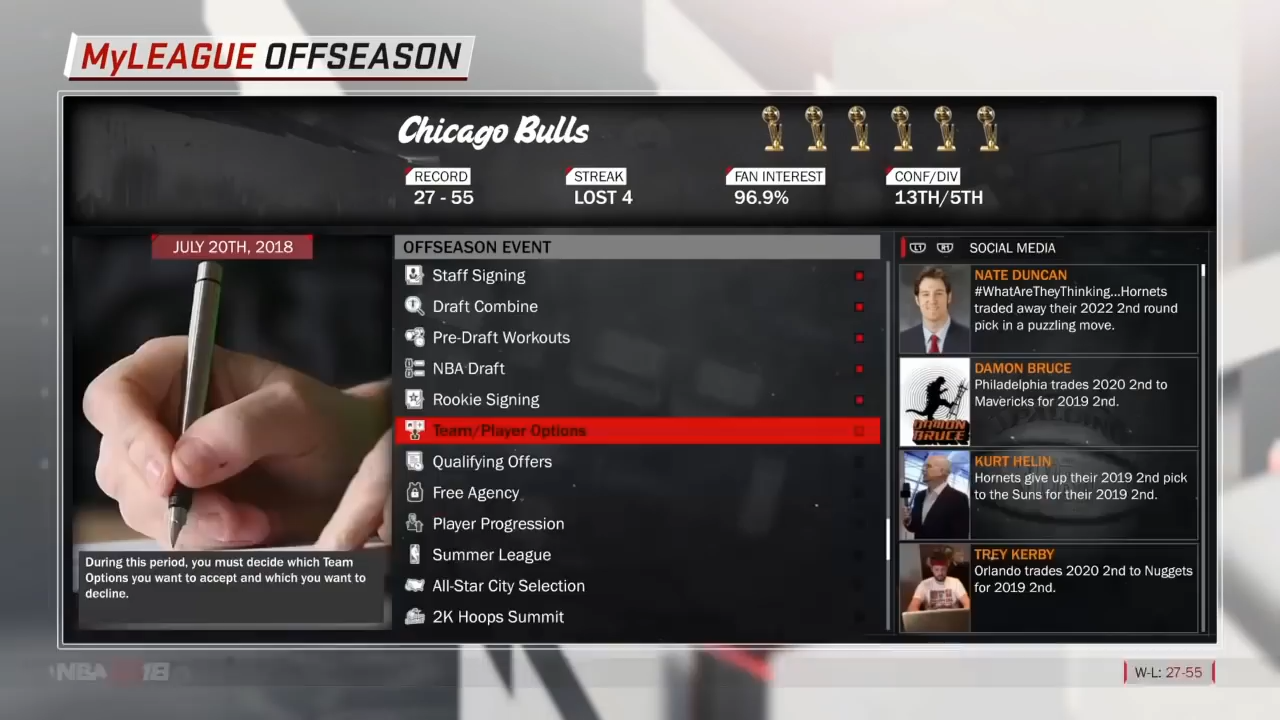 MyLEAGUE OFFSEASON
Chicago Bulls
RECORD
27 - 55
STREAK
LOST 4
FAN INTEREST
96.9%
CONF/DIV
13TH/5TH
JULY 20TH, 2018
During this period, you must decide which Team
Options you want to accept and which you want to
decline.
OFFSEASON EVENT
Staff Signing
Draft Combine
Pre-Draft Workouts
NBA Draft
Rookie Signing
Team/Player Options
Qualifying Offers
Free Agency
Player Progression
Summer League
All-Star City Selection
2K Hoops Summit
L1 R1 SOCIAL MEDIA
NATE DUNCAN
#WhatAreTheyThinking...Hornets
traded away their 2022 2nd round
pick in a puzzling move.
DAMON BRUCE
Philadelphia trades 2020 2nd to
Mavericks for 2019 2nd.
DAMON
BRUCE
KURT HELIN
Hornets give up their 2019 2nd pick
to the Suns for their 2019 2nd.
TREY KERBY
Orlando trades 2020 2nd to Nuggets
for 2019 2nd.
NBA 2K18
W-L: 27-55